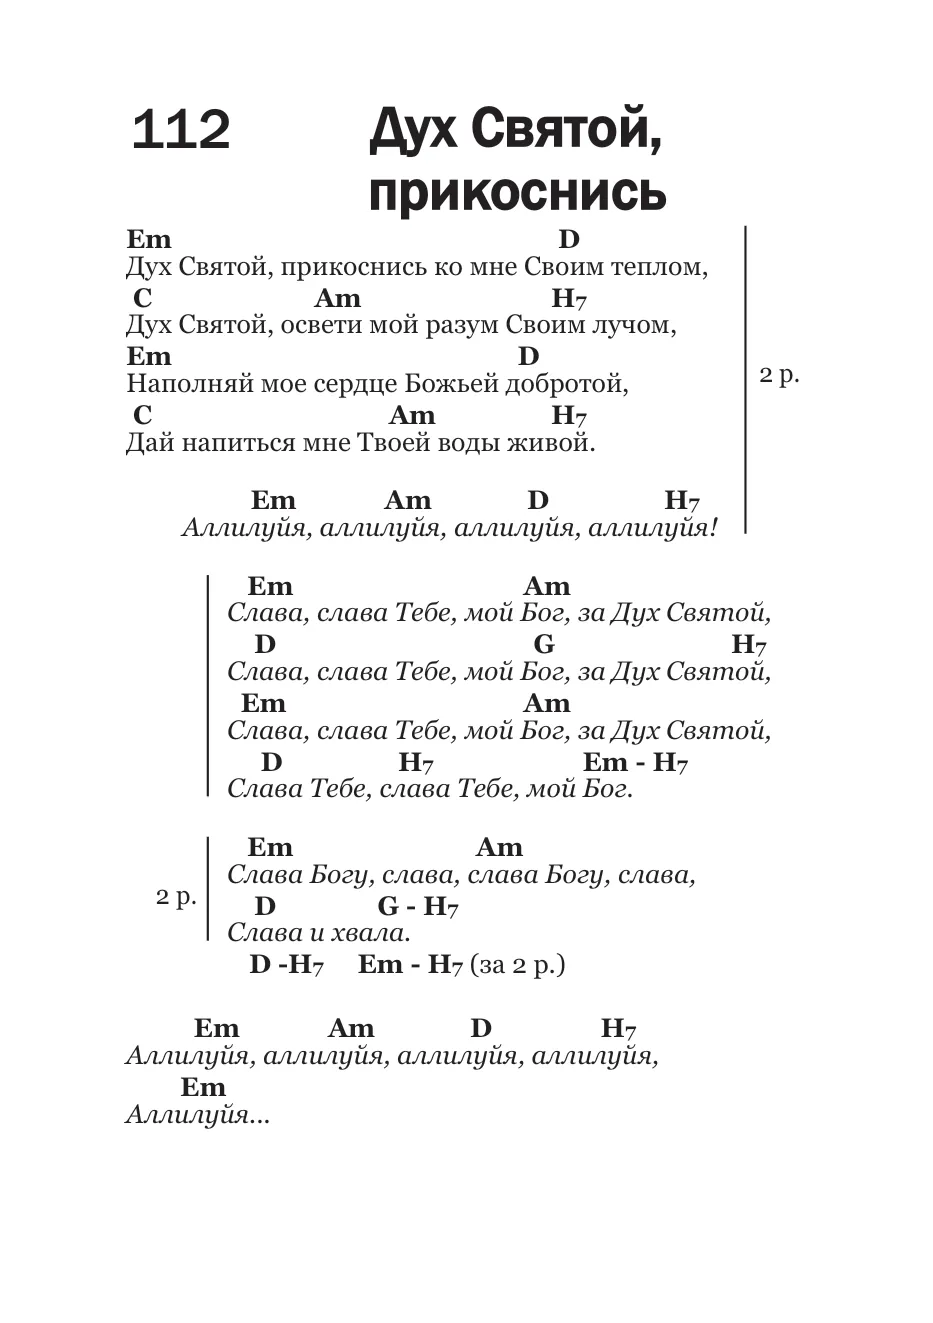 112
Дух Святой,
прикоснись
Em D
Дух Святой, прикоснись ко мне Своим теплом,
C Am H7
Дух Святой, освети мой разум Своим лучом,
Em D
Наполняй мое сердце Божьей добротой,
2 р.
C Am H7
Дай напиться мне Твоей воды живой.
Em Am D H7
Аллилуйя, аллилуйя, аллилуйя, аллилуйя!
Em Am
Слава, слава Тебе, мой Бог, за Дух Святой,
D G H7
Слава, слава Тебе, мой Бог, за Дух Святой,
Em Am
Слава, слава Тебе, мой Бог, за Дух Святой,
D H7 Em - H7
Слава Тебе, слава Тебе, мой Бог.
Em Am
Слава Богу, слава, слава Богу, слава,
2 р.
D G - H7
Слава и хвала.
D -H7 Em - H7 (за 2 р.)
Em Am D H7
Аллилуйя, аллилуйя, аллилуйя, аллилуйя,
Em
Аллилуйя...